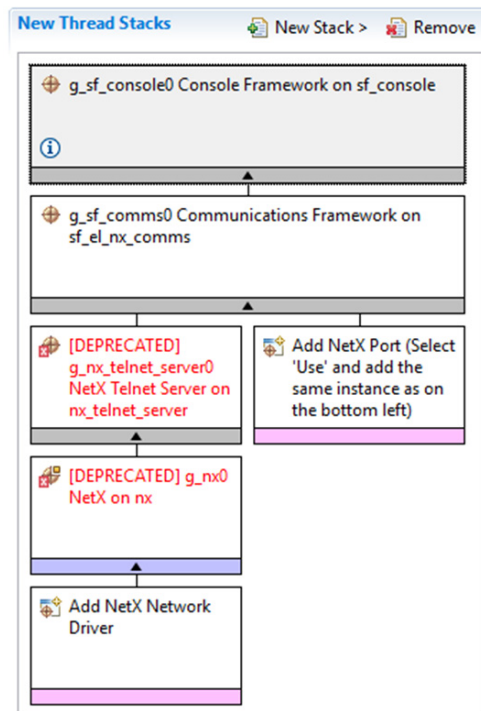 New Thread Stacks
New Stack >
Remove
g_sf_console0 Console Framework on sf_console
g_sf_comms0 Communications Framework on
sf_el_nx_comms
[DEPRECATED]
g_nx_telnet_server0
NetX Telnet Server on
nx_telnet_server
Add NetX Port (Select
'Use' and add the
same instance as on
the bottom left)
[DEPRECATED] g_nx0
NetX on nx
Add NetX Network
Driver